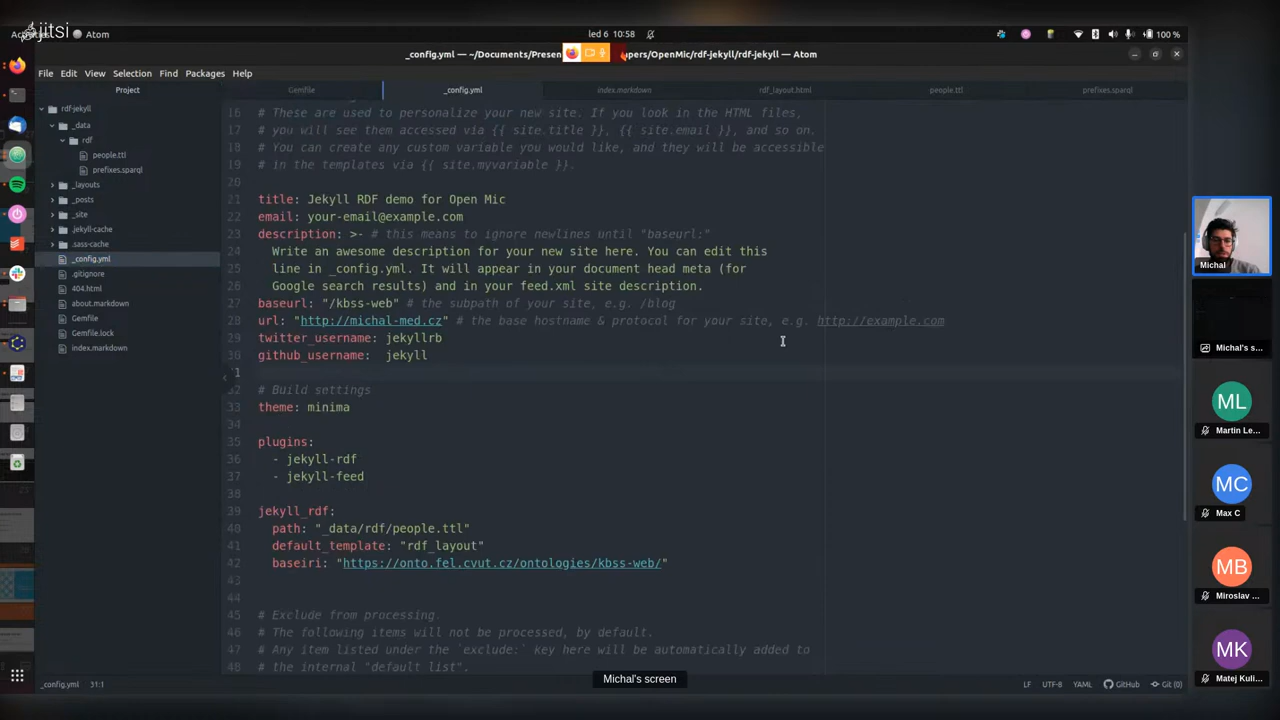 jitsi
Atom
led 6 10:58
100 %
_config.yml — ~/Documents/Presen
upers/OpenMic/rdf-jekyll/rdf-jekyll — Atom
File Edit View Selection Find Packages Help
Project
Gemfile
_config.yml
index.markdown
rdf_layout.html
people.ttl
prefixes.sparql
rdf-jekyll
_data
rdf
people.ttl
prefixes.sparql
_layouts
_posts
_site
.jekyll-cache
.sass-cache
_config.yml
.gitignore
404.html
about.markdown
Gemfile
Gemfile.lock
index.markdown
16 # These are used to personalize your new site. If you look in the HTML files,
17 # you will see them accessed via {{ site.title }}, {{ site.email }}, and so on.
18 # You can create any custom variable you would like, and they will be accessible
19 # in the templates via {{ site.myvariable }}.
20
21 title: Jekyll RDF demo for Open Mic
22 email: your-email@example.com
23 description: >- # this means to ignore newlines until "baseurl:"
24 Write an awesome description for your new site here. You can edit this
25 line in _config.yml. It will appear in your document head meta (for
26 Google search results) and in your feed.xml site description.
27 baseurl: "/kbss-web" # the subpath of your site, e.g. /blog
28 url: "http://michal-med.cz" # the base hostname & protocol for your site, e.g. http://example.com
29 twitter_username: jekyllrb
30 github_username: jekyll
31
32 # Build settings
33 theme: minima
34
35 plugins:
36 - jekyll-rdf
37 - jekyll-feed
38
39 jekyll_rdf:
40 path: "_data/rdf/people.ttl"
41 default_template: "rdf_layout"
42 baseiri: "https://onto.fel.cvut.cz/ontologies/kbss-web/"
43
44
45 # Exclude from processing.
46 # The following items will not be processed, by default.
47 # Any item listed under the `exclude:` key here will be automatically added to
48 # the internal "default list".
_config.yml 31:1
LF UTF-8 YAML GitHub Git (0)
Michal's screen
Michal
Michal's s...
ML
Martin Le...
MC
Max C
MB
Miroslav ...
MK
Matej Kuli...